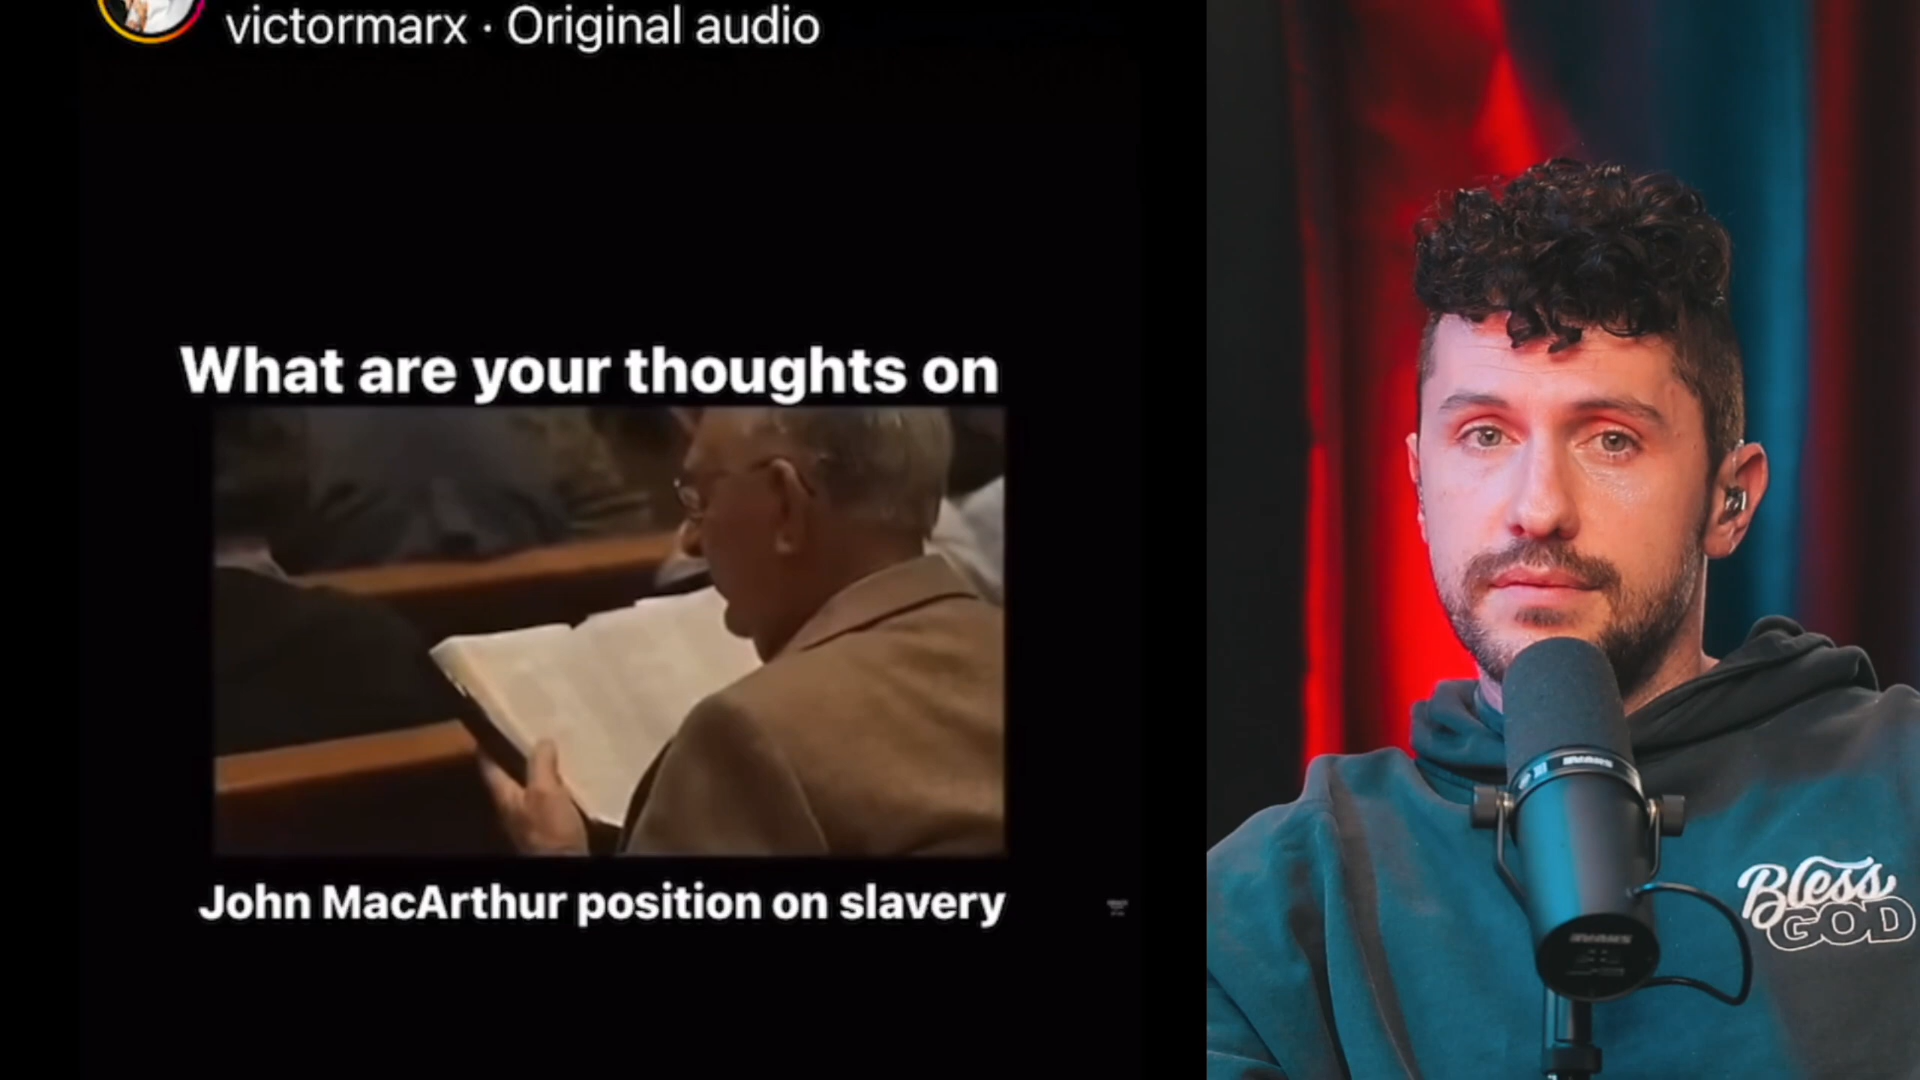 victormarx · Original audio
What are your thoughts on
John MacArthur position on slavery
Bless
GOD